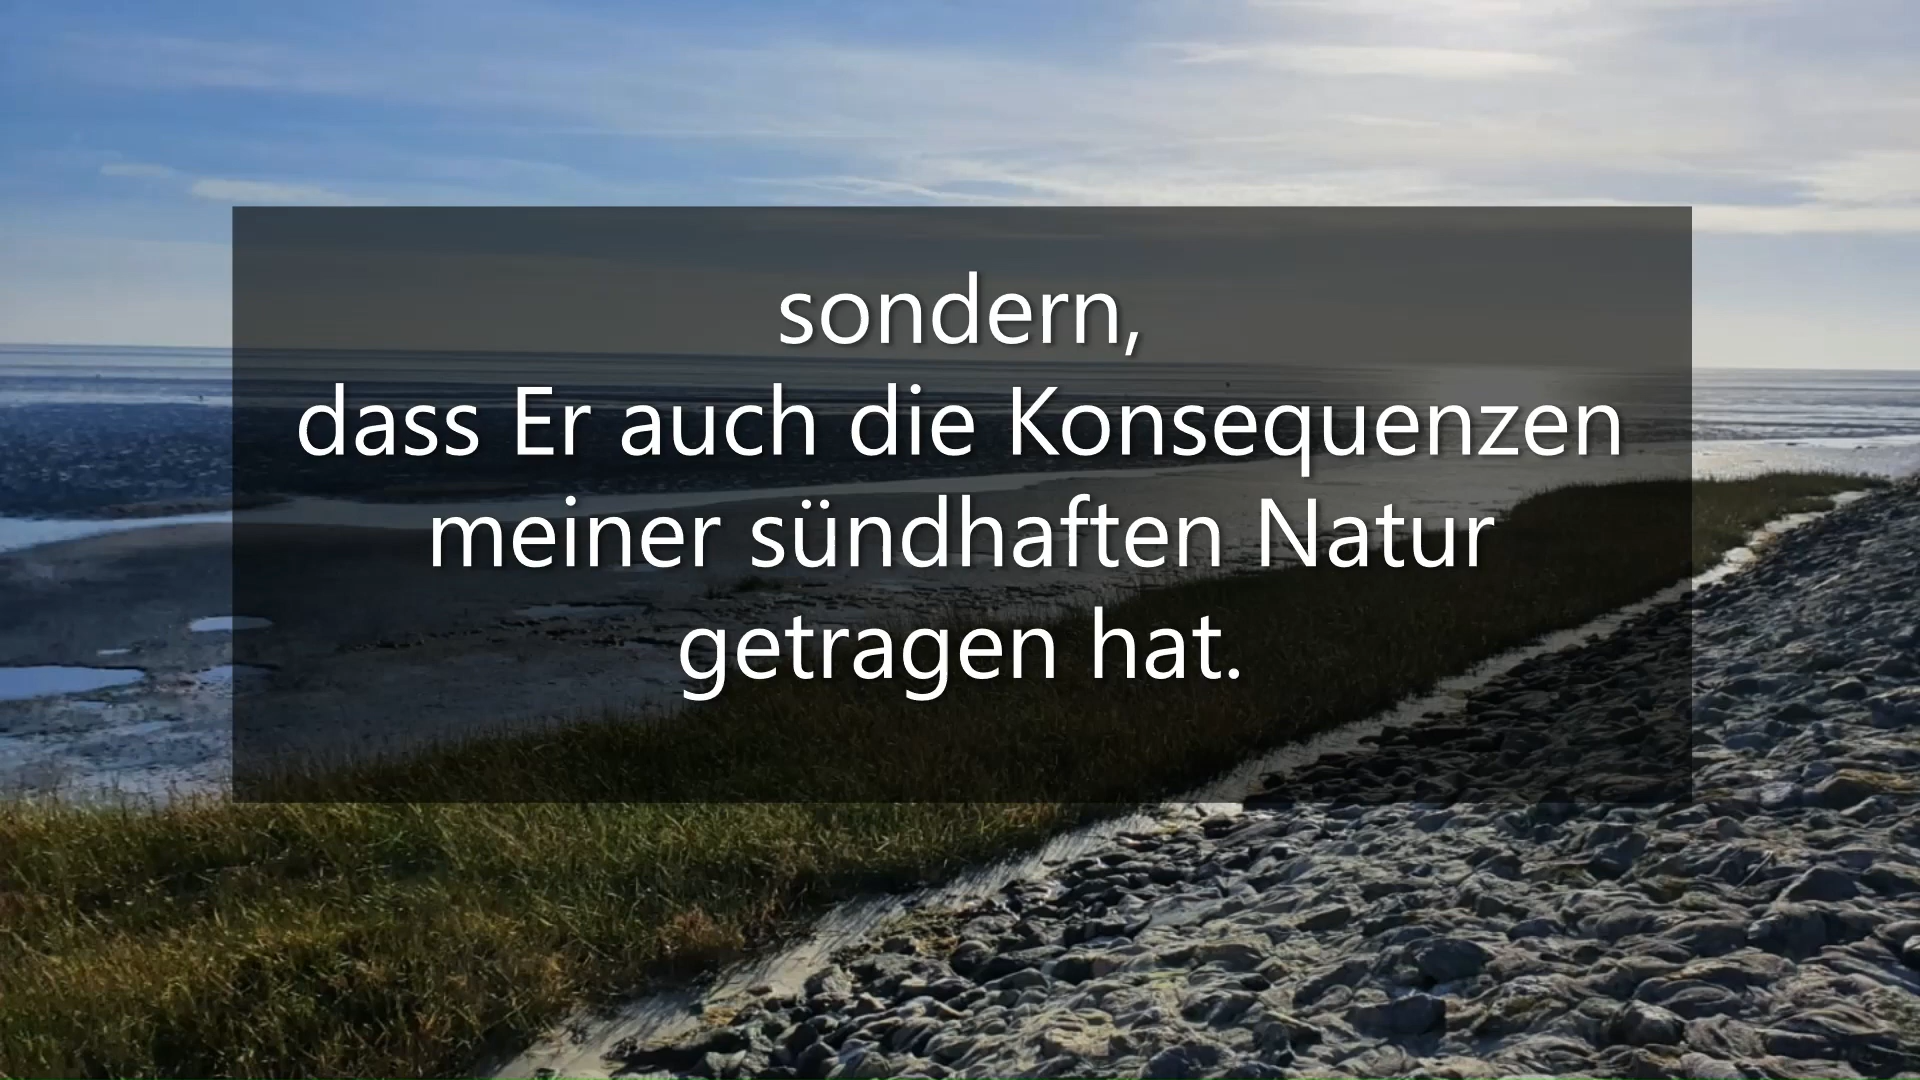 sondern,
dass Er auch die Konsequenzen
meiner sündhaften Natur
getragen hat.